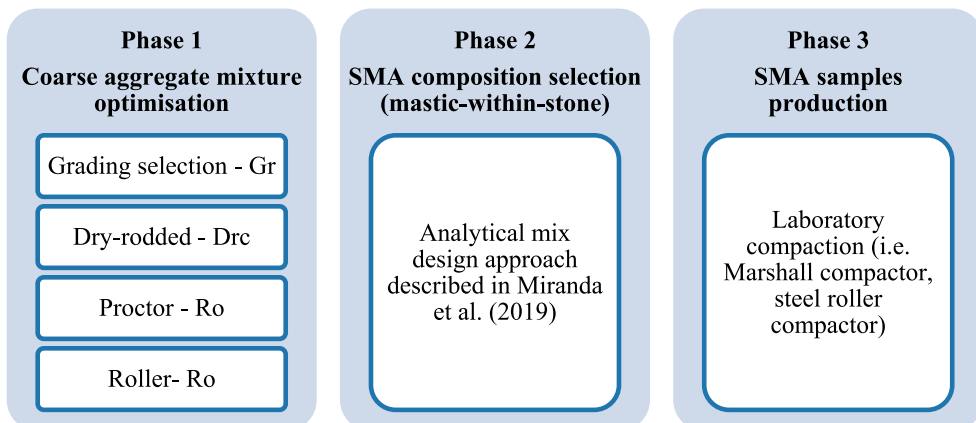 Phase 1
Coarse aggregate mixture
optimisation
Grading selection - Gr
Dry-rodded - Drc
Proctor - Ro
Roller- Ro
Phase 2
SMA composition selection
(mastic-within-stone)
Analytical mix
design approach
described in Miranda
et al. (2019)
Phase 3
SMA samples
production
Laboratory
compaction (i.e.
Marshall compactor,
steel roller
compactor)